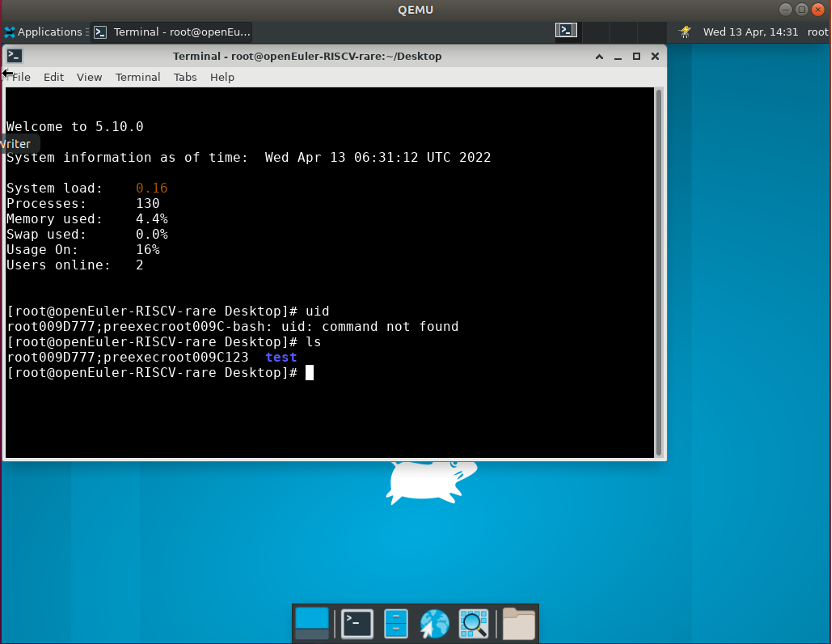 QEMU
Applications Terminal - root@openEu... Wed 13 Apr, 14:31 root
Terminal - root@openEuler-RISCV-rare:~/Desktop
File Edit View Terminal Tabs Help
Welcome to 5.10.0
Writer
System information as of time:  Wed Apr 13 06:31:12 UTC 2022
System load:    0.16
Processes:      130
Memory used:    4.4%
Swap used:      0.0%
Usage On:       16%
Users online:   2
[root@openEuler-RISCV-rare Desktop]# uid
root009D777;preexecroot009C-bash: uid: command not found
[root@openEuler-RISCV-rare Desktop]# ls
root009D777;preexecroot009C123  test
[root@openEuler-RISCV-rare Desktop]#